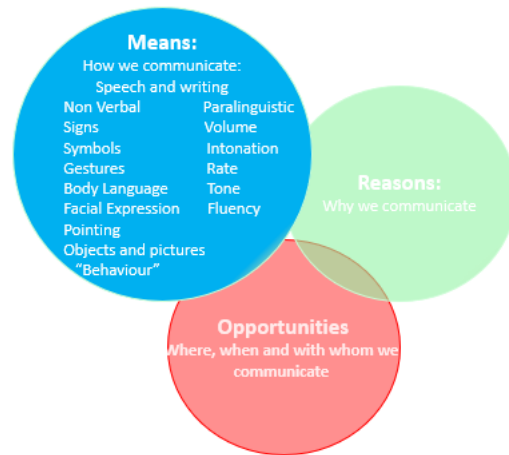 Means:
How we communicate:
Speech and writing
Non Verbal Paralinguistic
Signs Volume
Symbols Intonation
Gestures Rate
Body Language Tone
Facial Expression Fluency
Pointing
Objects and pictures
“Behaviour”
Reasons:
Why we communicate
Opportunities
Where, when and with whom we
communicate